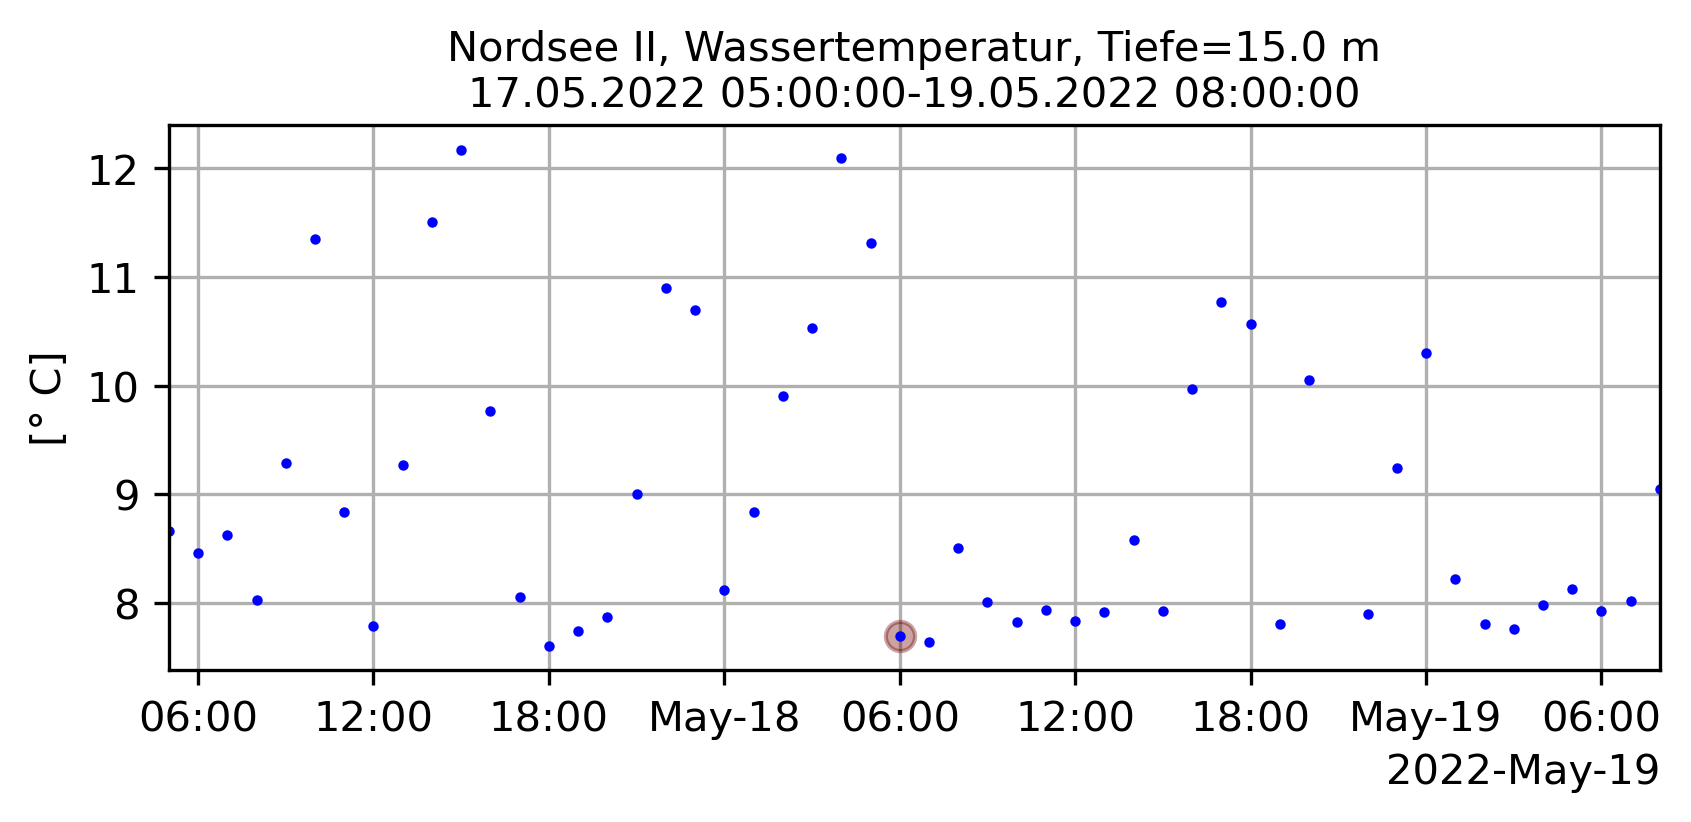 Nordsee II, Wassertemperatur, Tiefe=15.0 m
17.05.2022 05:00:00-19.05.2022 08:00:00
12
11
10
9
8
[° C]
06:00 12:00 18:00 May-18 06:00 12:00 18:00 May-19 06:00
2022-May-19